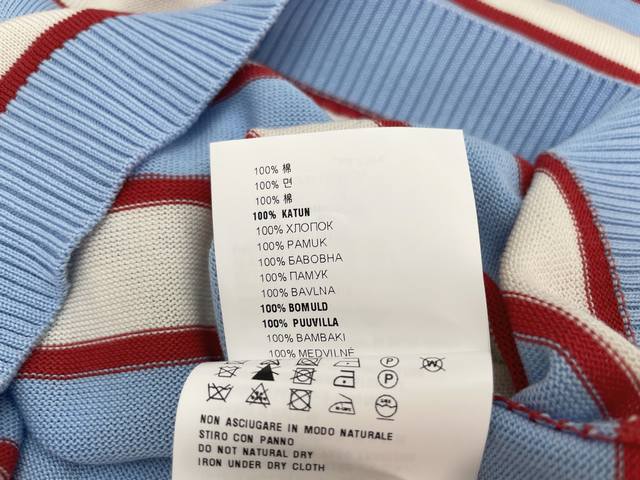 100% 棉
100% 면
100% 棉
100% KATUN
100% ХЛОПОК
100% PAMUK
100% БАВОВНА
100% ПАМУК
100% BAVLNA
100% BOMULD
100% PUUVILLA
100% BAMBAKI
100% MEDVILNĖ
P
W
P
NON ASCIUGARE IN MODO NATURALE
STIRO CON PANNO
DO NOT NATURAL DRY
IRON UNDER DRY CLOTH